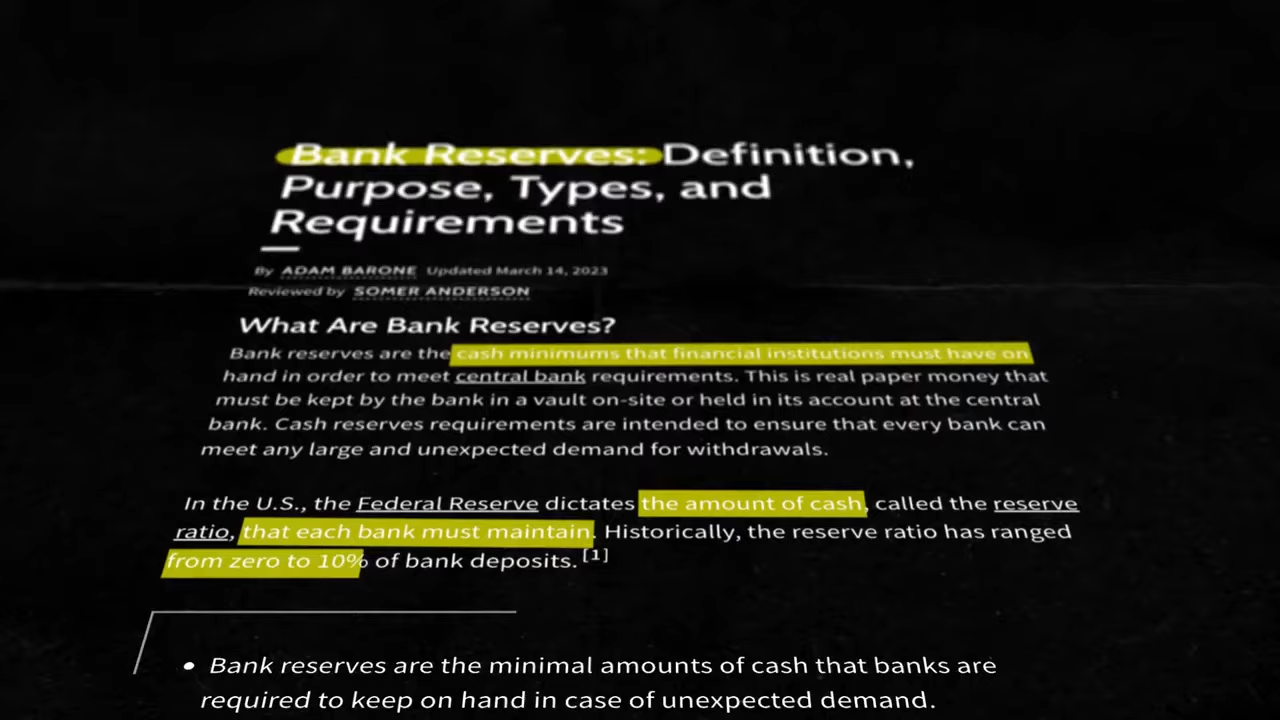 Bank Reserves: Definition,
Purpose, Types, and
Requirements
By ADAM BARONE Updated March 14, 2023
Reviewed by SOMER ANDERSON
What Are Bank Reserves?
Bank reserves are the cash minimums that financial institutions must have on
hand in order to meet central bank requirements. This is real paper money that
must be kept by the bank in a vault on-site or held in its account at the central
bank. Cash reserves requirements are intended to ensure that every bank can
meet any large and unexpected demand for withdrawals.
In the U.S., the Federal Reserve dictates the amount of cash, called the reserve
ratio, that each bank must maintain. Historically, the reserve ratio has ranged
from zero to 10% of bank deposits. [1]
• Bank reserves are the minimal amounts of cash that banks are
required to keep on hand in case of unexpected demand.